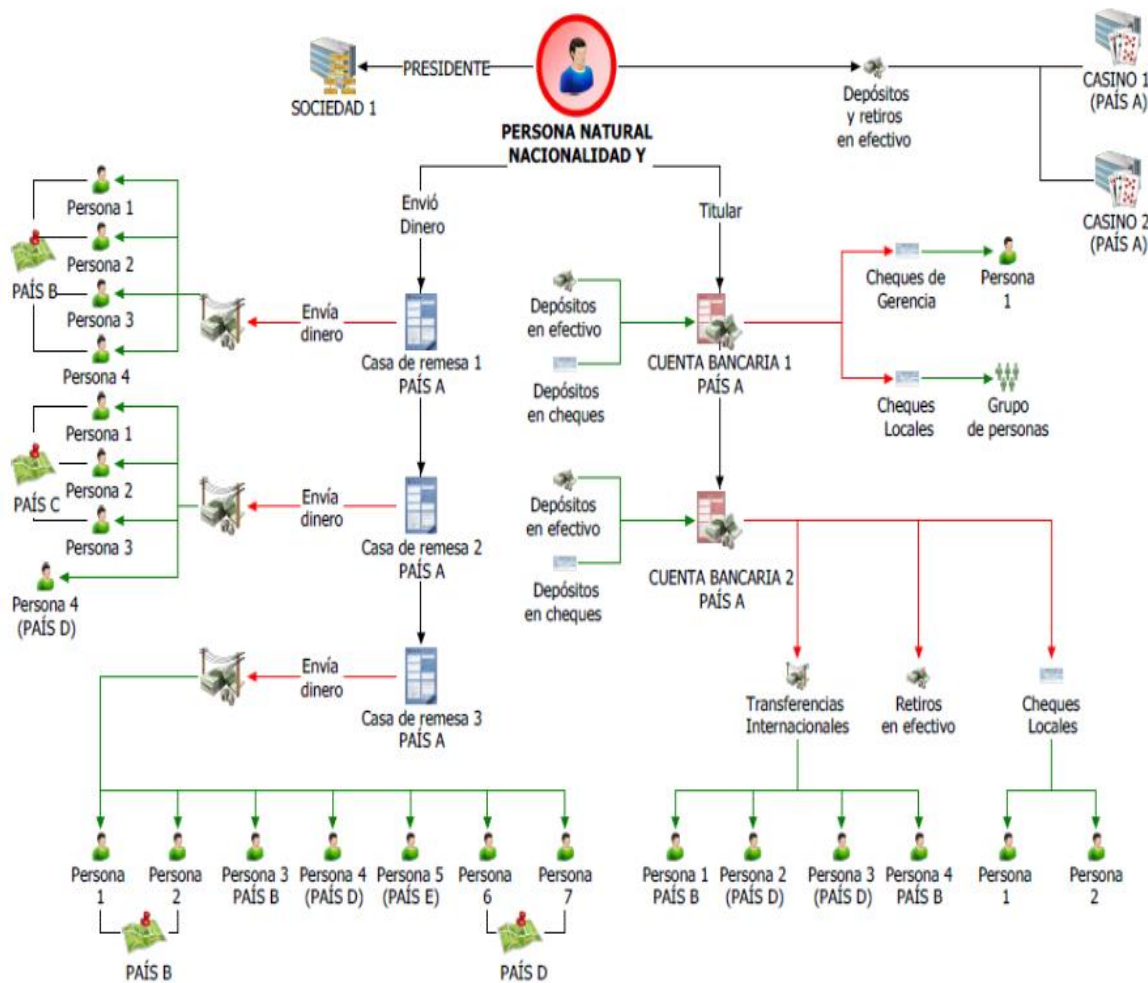 PRESIDENTE
SOCIEDAD 1
PERSONA NATURAL
NACIONALIDAD Y
Depósitos
y retiros
en efectivo
CASINO 1
(PAÍS A)
CASINO 2
(PAÍS A)
Envió
Dinero
Titular
Persona 1
Persona 2
PAÍS B
Persona 3
Persona 4
Envía
dinero
Casa de remesa 1
PAÍS A
Depósitos
en efectivo
Depósitos
en cheques
CUENTA BANCARIA 1
PAÍS A
Cheques de
Gerencia
Persona
1
Cheques
Locales
Grupo
de personas
Persona 1
PAÍS C
Persona 2
Persona 3
Persona 4
(PAÍS D)
Envía
dinero
Casa de remesa 2
PAÍS A
Depósitos
en efectivo
Depósitos
en cheques
CUENTA BANCARIA 2
PAÍS A
Envía
dinero
Casa de remesa 3
PAÍS A
Transferencias
Internacionales
Retiros
en efectivo
Cheques
Locales
Persona
1
Persona
2
Persona 3
PAÍS B
Persona 4
(PAÍS D)
Persona 5
(PAÍS E)
Persona
6
Persona
7
PAÍS B
PAÍS D
Persona 1
PAÍS B
Persona 2
(PAÍS D)
Persona 3
(PAÍS D)
Persona 4
PAÍS B
Persona
1
Persona
2